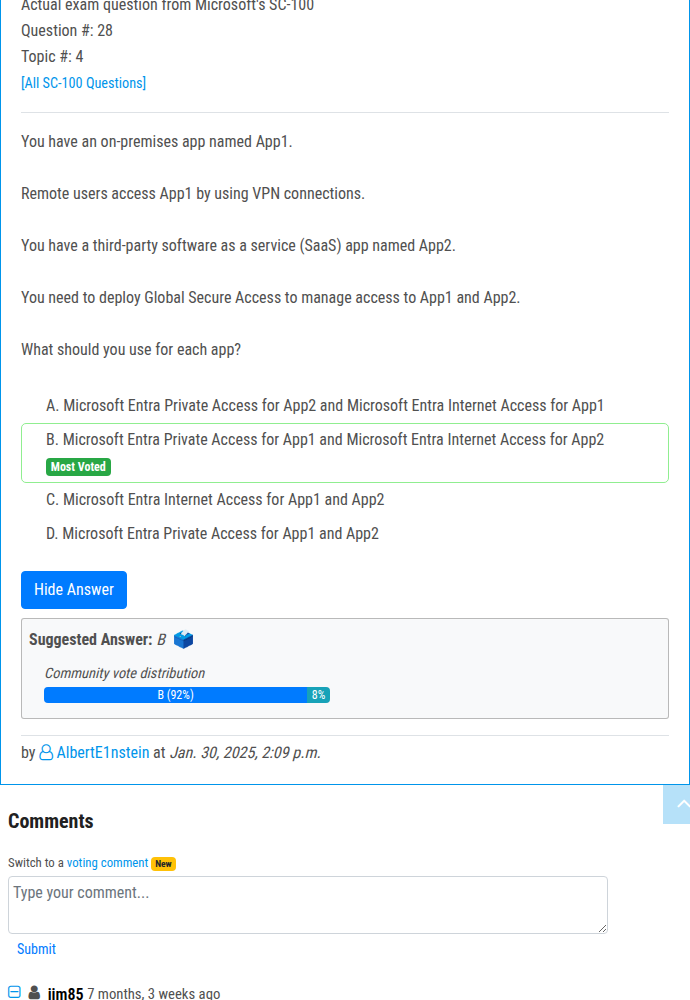 Actual exam question from Microsoft's SC-100
Question #: 28
Topic #: 4
[All SC-100 Questions]
You have an on-premises app named App1.
Remote users access App1 by using VPN connections.
You have a third-party software as a service (SaaS) app named App2.
You need to deploy Global Secure Access to manage access to App1 and App2.
What should you use for each app?
A. Microsoft Entra Private Access for App2 and Microsoft Entra Internet Access for App1
B. Microsoft Entra Private Access for App1 and Microsoft Entra Internet Access for App2
Most Voted
C. Microsoft Entra Internet Access for App1 and App2
D. Microsoft Entra Private Access for App1 and App2
Hide Answer
Suggested Answer: B
Community vote distribution
B (92%) 8%
by AlbertE1nstein at Jan. 30, 2025, 2:09 p.m.
Comments
Switch to a voting comment New
Type your comment...
Submit
jim85 7 months, 3 weeks ago